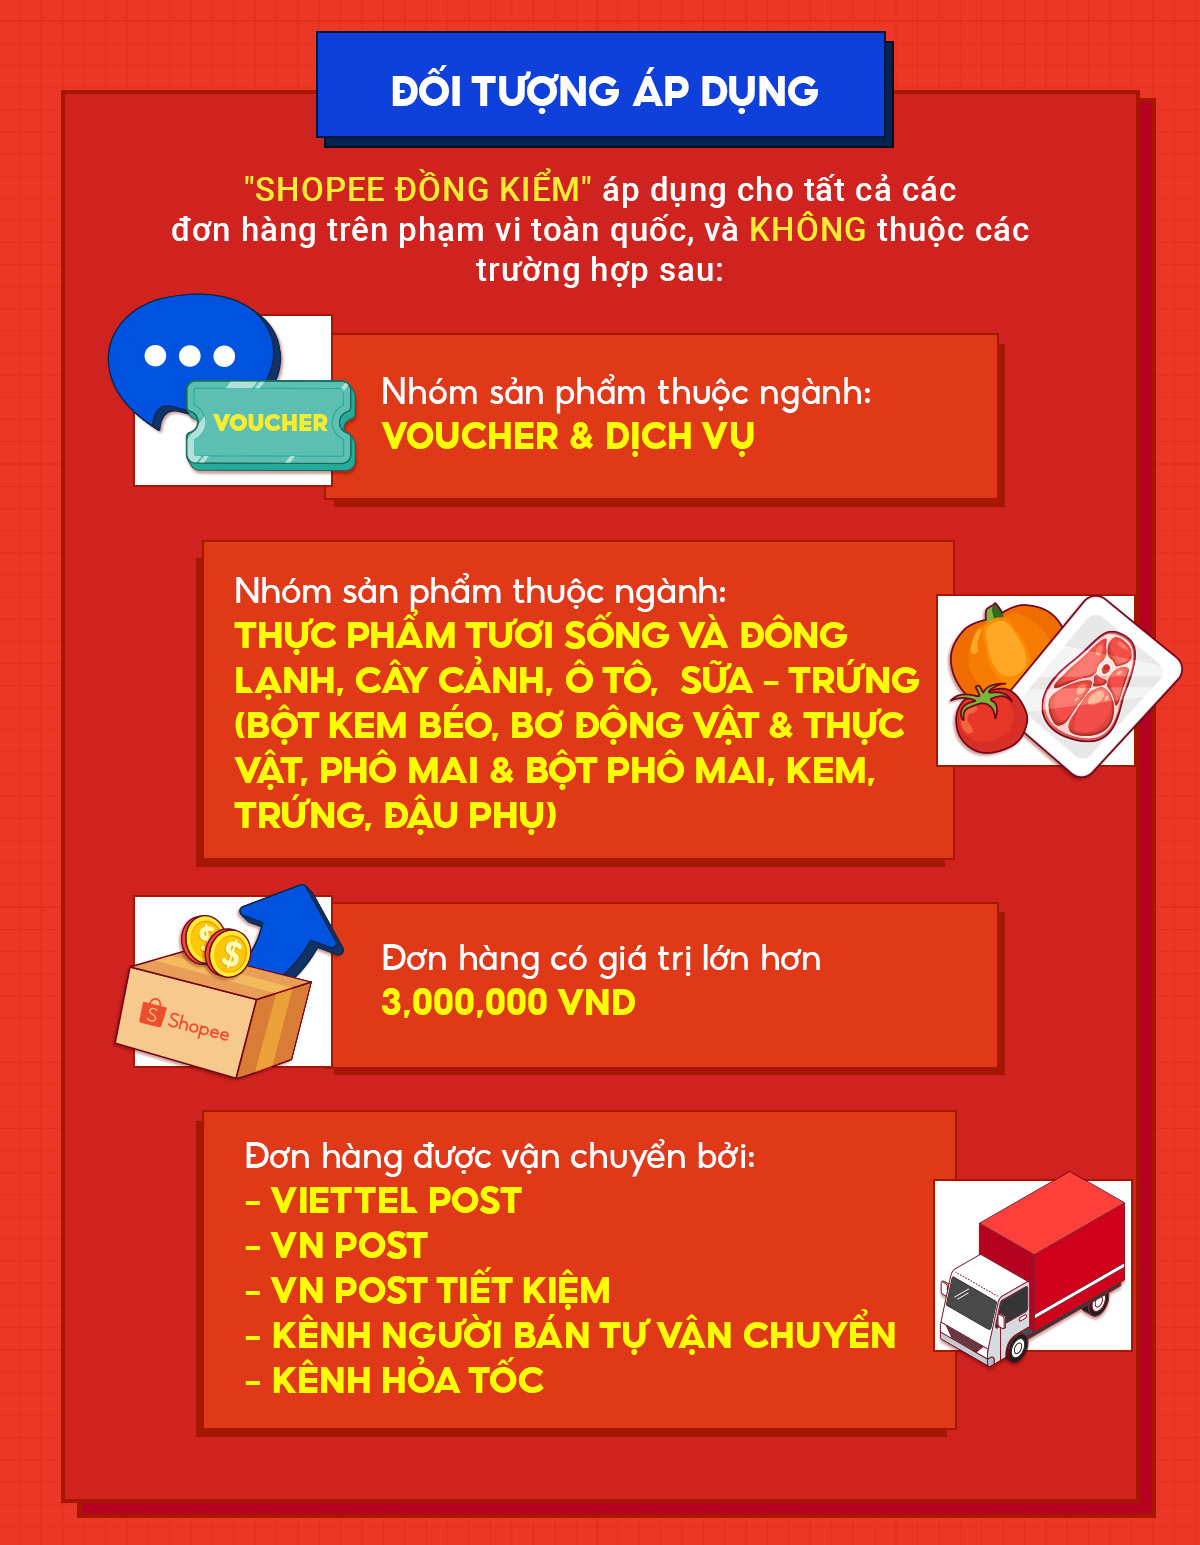 ĐỐI TƯỢNG ÁP DỤNG
"SHOPEE ĐỒNG KIỂM" áp dụng cho tất cả các
đơn hàng trên phạm vi toàn quốc, và KHÔNG thuộc các
trường hợp sau:
VOUCHER
Nhóm sản phẩm thuộc ngành:
VOUCHER & DỊCH VỤ
Nhóm sản phẩm thuộc ngành:
THỰC PHẨM TƯƠI SỐNG VÀ ĐÔNG
LẠNH, CÂY CẢNH, Ô TÔ, SỮA - TRỨNG
(BỘT KEM BÉO, BƠ ĐỘNG VẬT & THỰC
VẬT, PHÔ MAI & BỘT PHÔ MAI, KEM,
TRỨNG, ĐẬU PHỤ)
Shopee
Đơn hàng có giá trị lớn hơn
3,000,000 VND
Đơn hàng được vận chuyển bởi:
- VIETTEL POST
- VN POST
- VN POST TIẾT KIỆM
- KÊNH NGƯỜI BÁN TỰ VẬN CHUYỂN
- KÊNH HỎA TỐC